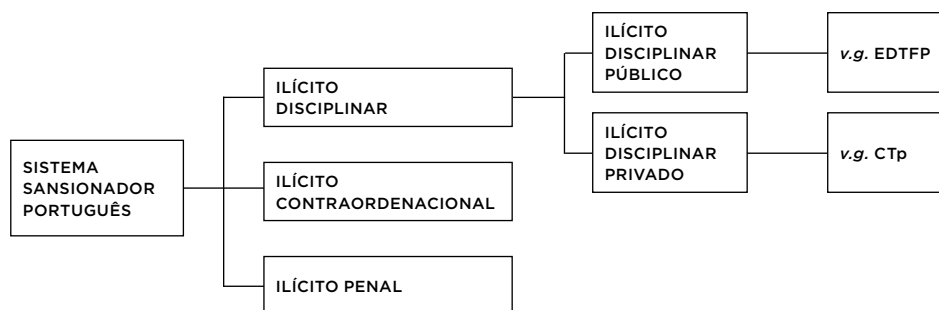 SISTEMA
SANSIONADOR
PORTUGUÊS
ILÍCITO
DISCIPLINAR
ILÍCITO
CONTRAORDENACIONAL
ILÍCITO PENAL
ILÍCITO
DISCIPLINAR
PÚBLICO
ILÍCITO
DISCIPLINAR
PRIVADO
v.g. EDTFP
v.g. CTp